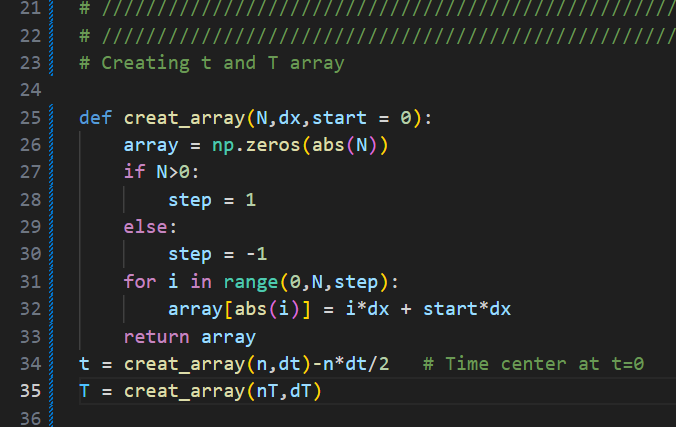 21 # /////////////////////////////////////////////////////
22 # /////////////////////////////////////////////////////
23 # Creating t and T array
24
25 def creat_array(N,dx,start = 0):
26     array = np.zeros(abs(N))
27     if N>0:
28         step = 1
29     else:
30         step = -1
31     for i in range(0,N,step):
32         array[abs(i)] = i*dx + start*dx
33     return array
34 t = creat_array(n,dt)-n*dt/2   # Time center at t=0
35 T = creat_array(nT,dT)
36